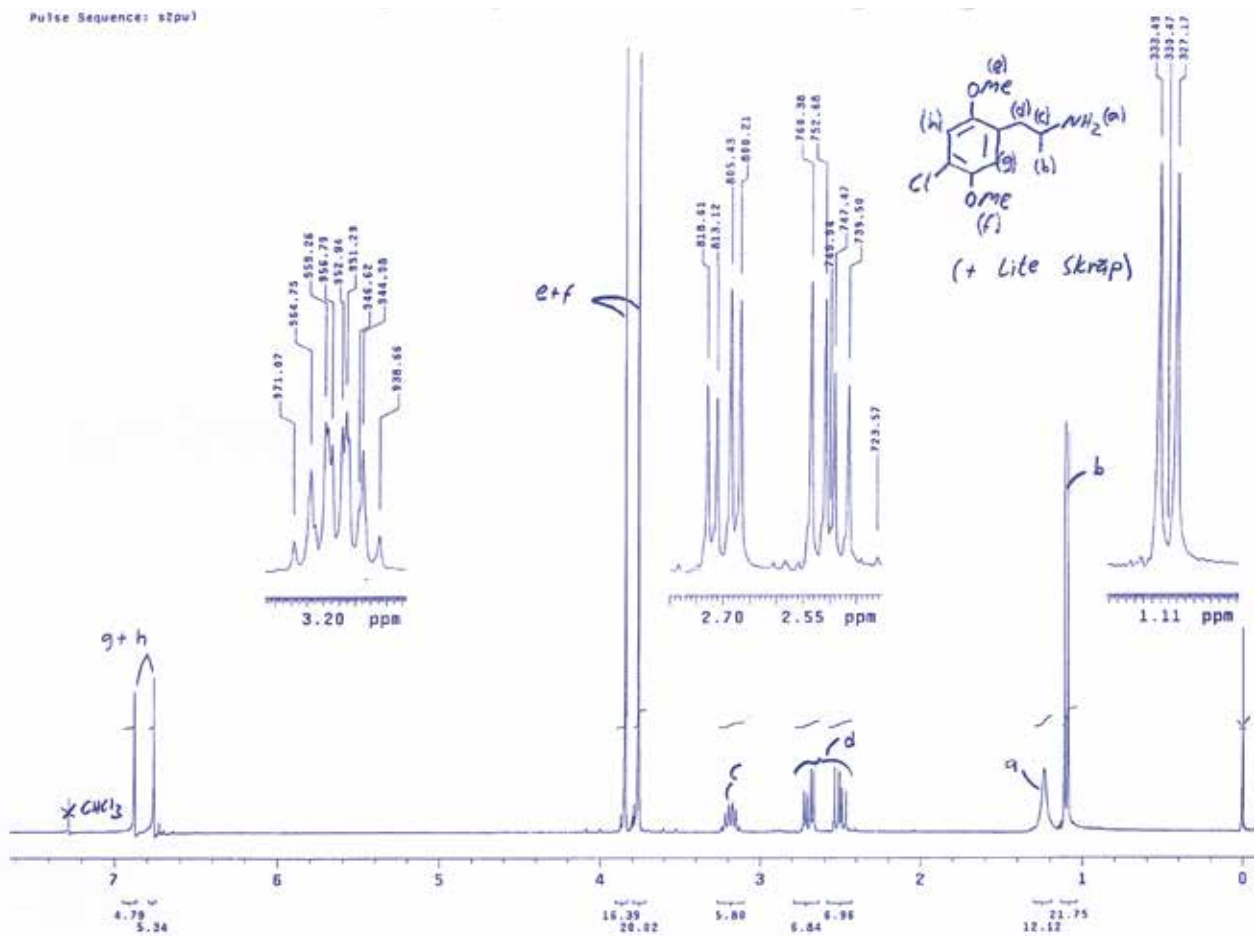 Pulse Sequence: s2pul
(e)
OMe
(h)
(d) (c)
NH2 (a)
(g)
(b)
Cl
OMe
(f)
(+ Lite Skräp)
971.07
964.75
959.26
956.79
952.94
951.29
946.62
944.98
938.66
3.20 ppm
e+f
818.61
813.12
805.43
800.21
760.38
752.68
749.94
747.47
739.50
723.57
2.70 2.55 ppm
333.49
330.47
327.17
1.11 ppm
g+h
b
c
d
a
CHCl3
7 6 5 4 3 2 1 0
4.79
5.34
16.39
20.02
5.80
6.84
6.96
12.12
21.75